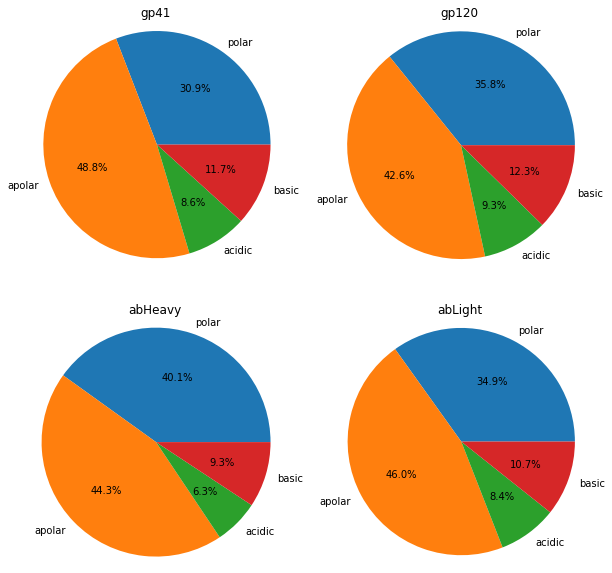 gp41
polar
30.9%
48.8%
apolar
8.6%
acidic
11.7%
basic
gp120
polar
35.8%
42.6%
apolar
9.3%
acidic
12.3%
basic
abHeavy
polar
40.1%
44.3%
apolar
6.3%
acidic
9.3%
basic
abLight
polar
34.9%
46.0%
apolar
8.4%
acidic
10.7%
basic